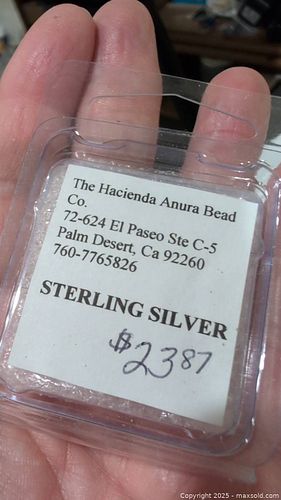 The Hacienda Anura Bead
Co.
72-624 El Paseo Ste C-5
Palm Desert, Ca 92260
760-7765826
STERLING SILVER
$2387
Copyright © 2025 - maxsold.com